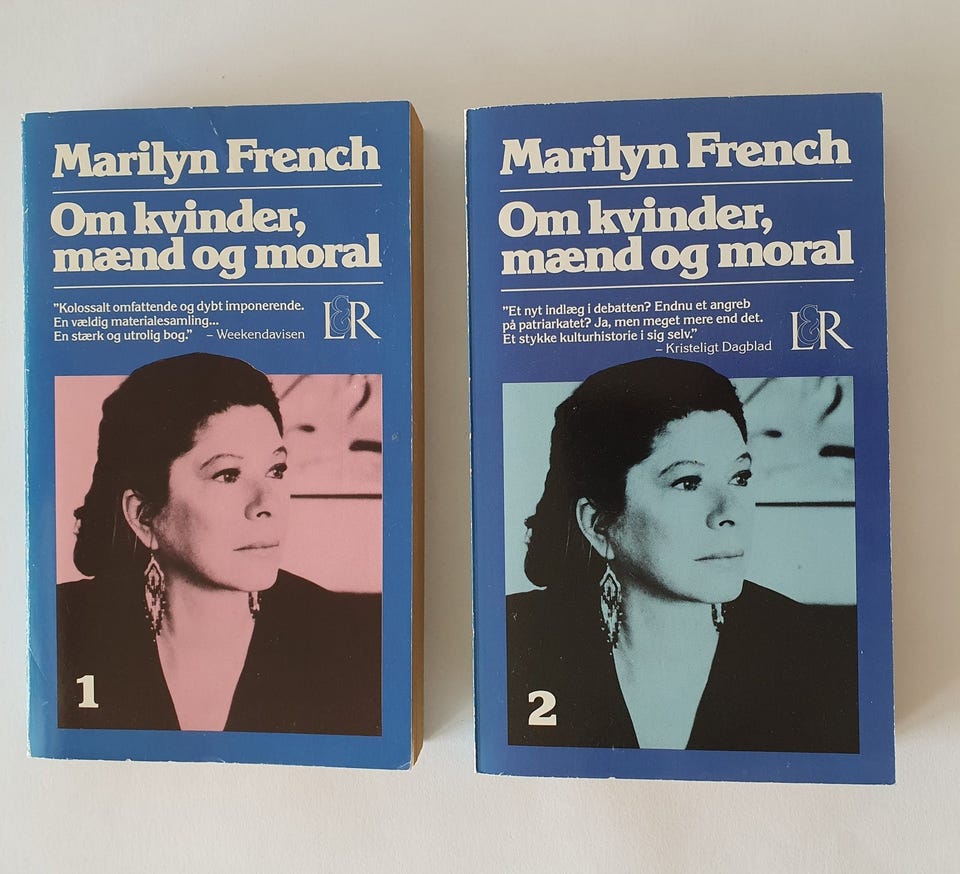 Marilyn French
Om kvinder,
mænd og moral
"Kolossalt omfattende og dybt imponerende.
En vældig materialesamling...
En stærk og utrolig bog." – Weekendavisen
L&R
1
Marilyn French
Om kvinder,
mænd og moral
"Et nyt indlæg i debatten? Endnu et angreb
på patriarkatet? Ja, men meget mere end det.
Et stykke kulturhistorie i sig selv."
– Kristeligt Dagblad
L&R
2